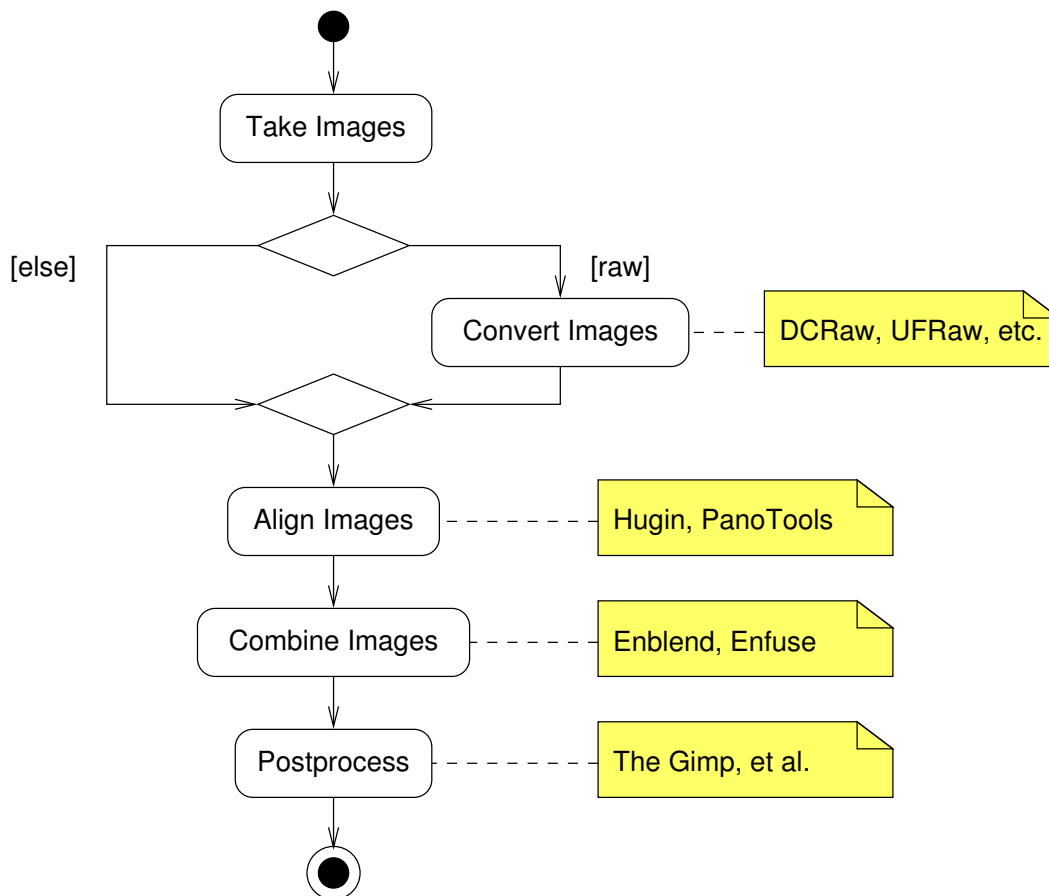 Take Images
[else]
[raw]
Convert Images
DCRaw, UFRaw, etc.
Align Images
Hugin, PanoTools
Combine Images
Enblend, Enfuse
Postprocess
The Gimp, et al.